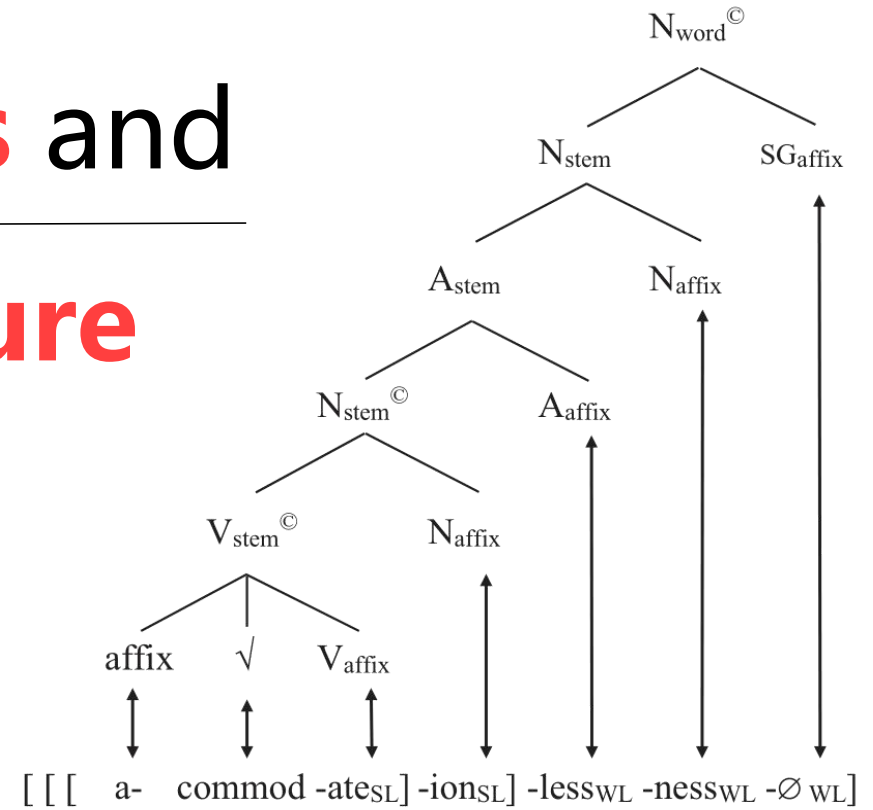 N word ©
s and
N stem SG affix
ure
A stem N affix
N stem © A affix
V stem © N affix
affix √ V affix
[ [ [ a- commod -ate SL ] -ion SL ] -less WL -ness WL -∅ WL ]